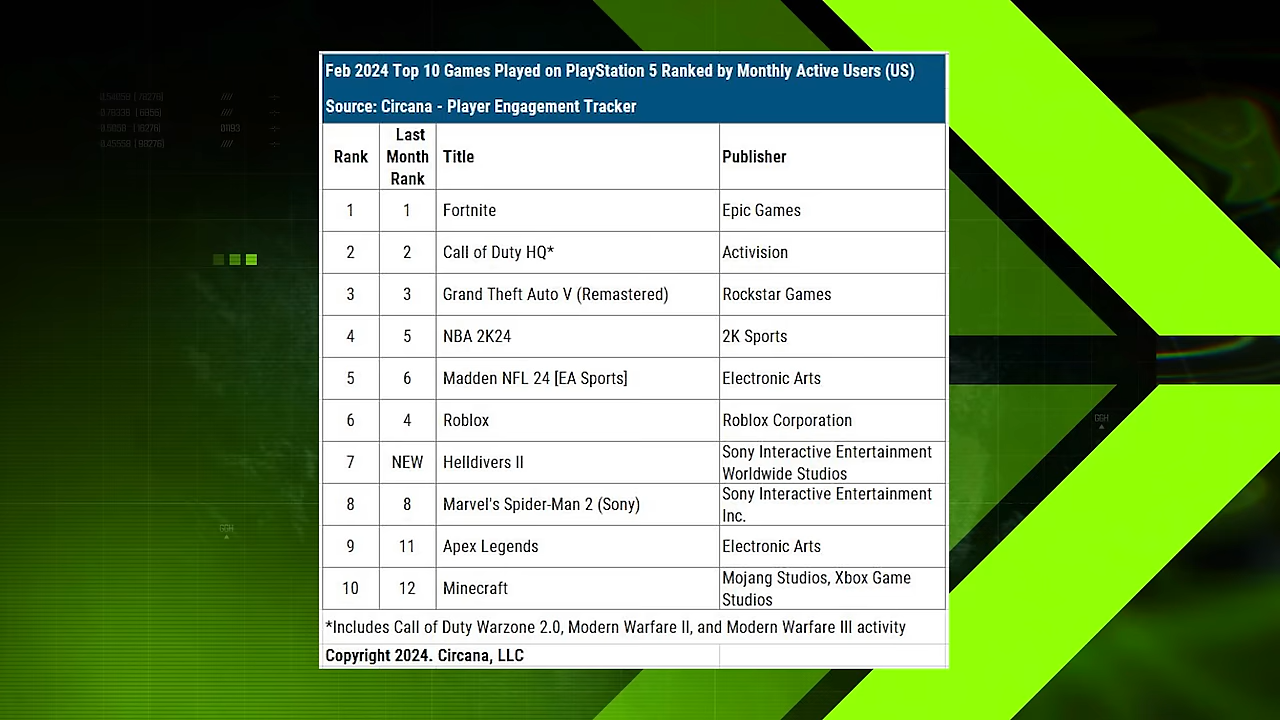 Feb 2024 Top 10 Games Played on PlayStation 5 Ranked by Monthly Active Users (US)
Source: Circana - Player Engagement Tracker
Rank Last Month Rank Title Publisher
1 1 Fortnite Epic Games
2 2 Call of Duty HQ* Activision
3 3 Grand Theft Auto V (Remastered) Rockstar Games
4 5 NBA 2K24 2K Sports
5 6 Madden NFL 24 [EA Sports] Electronic Arts
6 4 Roblox Roblox Corporation
7 NEW Helldivers II Sony Interactive Entertainment Worldwide Studios
8 8 Marvel's Spider-Man 2 (Sony) Sony Interactive Entertainment Inc.
9 11 Apex Legends Electronic Arts
10 12 Minecraft Mojang Studios, Xbox Game Studios
*Includes Call of Duty Warzone 2.0, Modern Warfare II, and Modern Warfare III activity
Copyright 2024. Circana, LLC